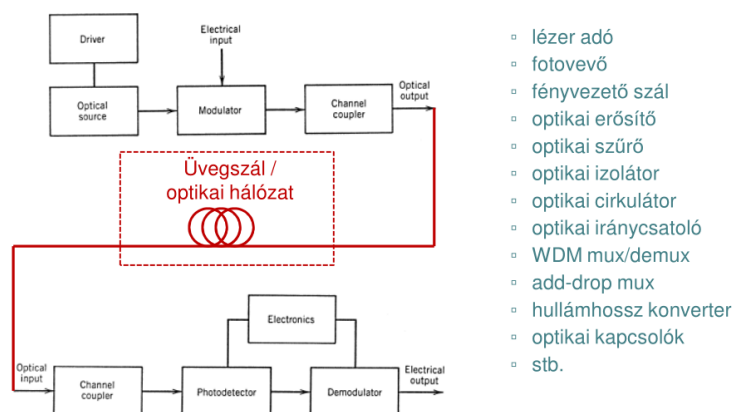 Driver
Electrical
input
Optical
source
Modulator
Channel
coupler
Optical
output
Üvegszál /
optikai hálózat
Electronics
Optical
input
Channel
coupler
Photodetector
Demodulator
Electrical
output
▫ lézer adó
▫ fotovevő
▫ fényvezető szál
▫ optikai erősítő
▫ optikai szűrő
▫ optikai izolátor
▫ optikai cirkulátor
▫ optikai iránycsatoló
▫ WDM mux/demux
▫ add-drop mux
▫ hullámhossz konverter
▫ optikai kapcsolók
▫ stb.